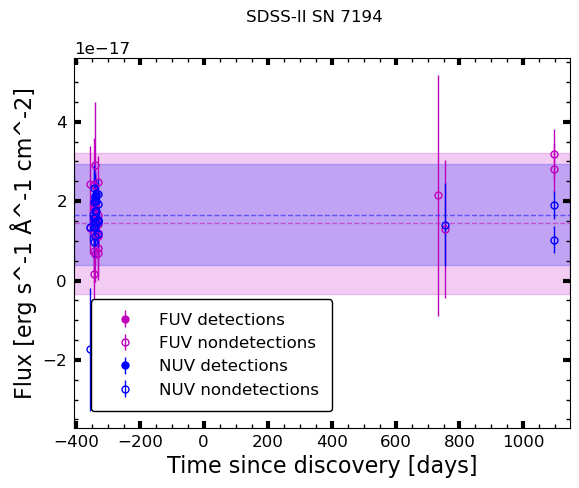 SDSS-II SN 7194
1e−17
4
2
0
−2
Flux [erg s^-1 Å^-1 cm^-2]
FUV detections
FUV nondetections
NUV detections
NUV nondetections
−400 −200 0 200 400 600 800 1000
Time since discovery [days]